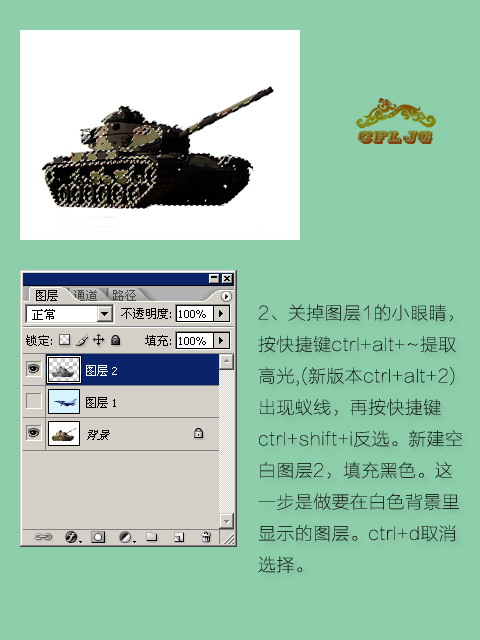 GFLJG
图层
通道
路径
正常
不透明度: 100%
锁定:
填充: 100%
图层 2
图层 1
背景
2、关掉图层1的小眼睛，
按快捷键ctrl+alt+~提取
高光,(新版本ctrl+alt+2)
出现蚁线，再按快捷键
ctrl+shift+i反选。新建空
白图层2，填充黑色。这
一步是做要在白色背景里
显示的图层。ctrl+d取消
选择。